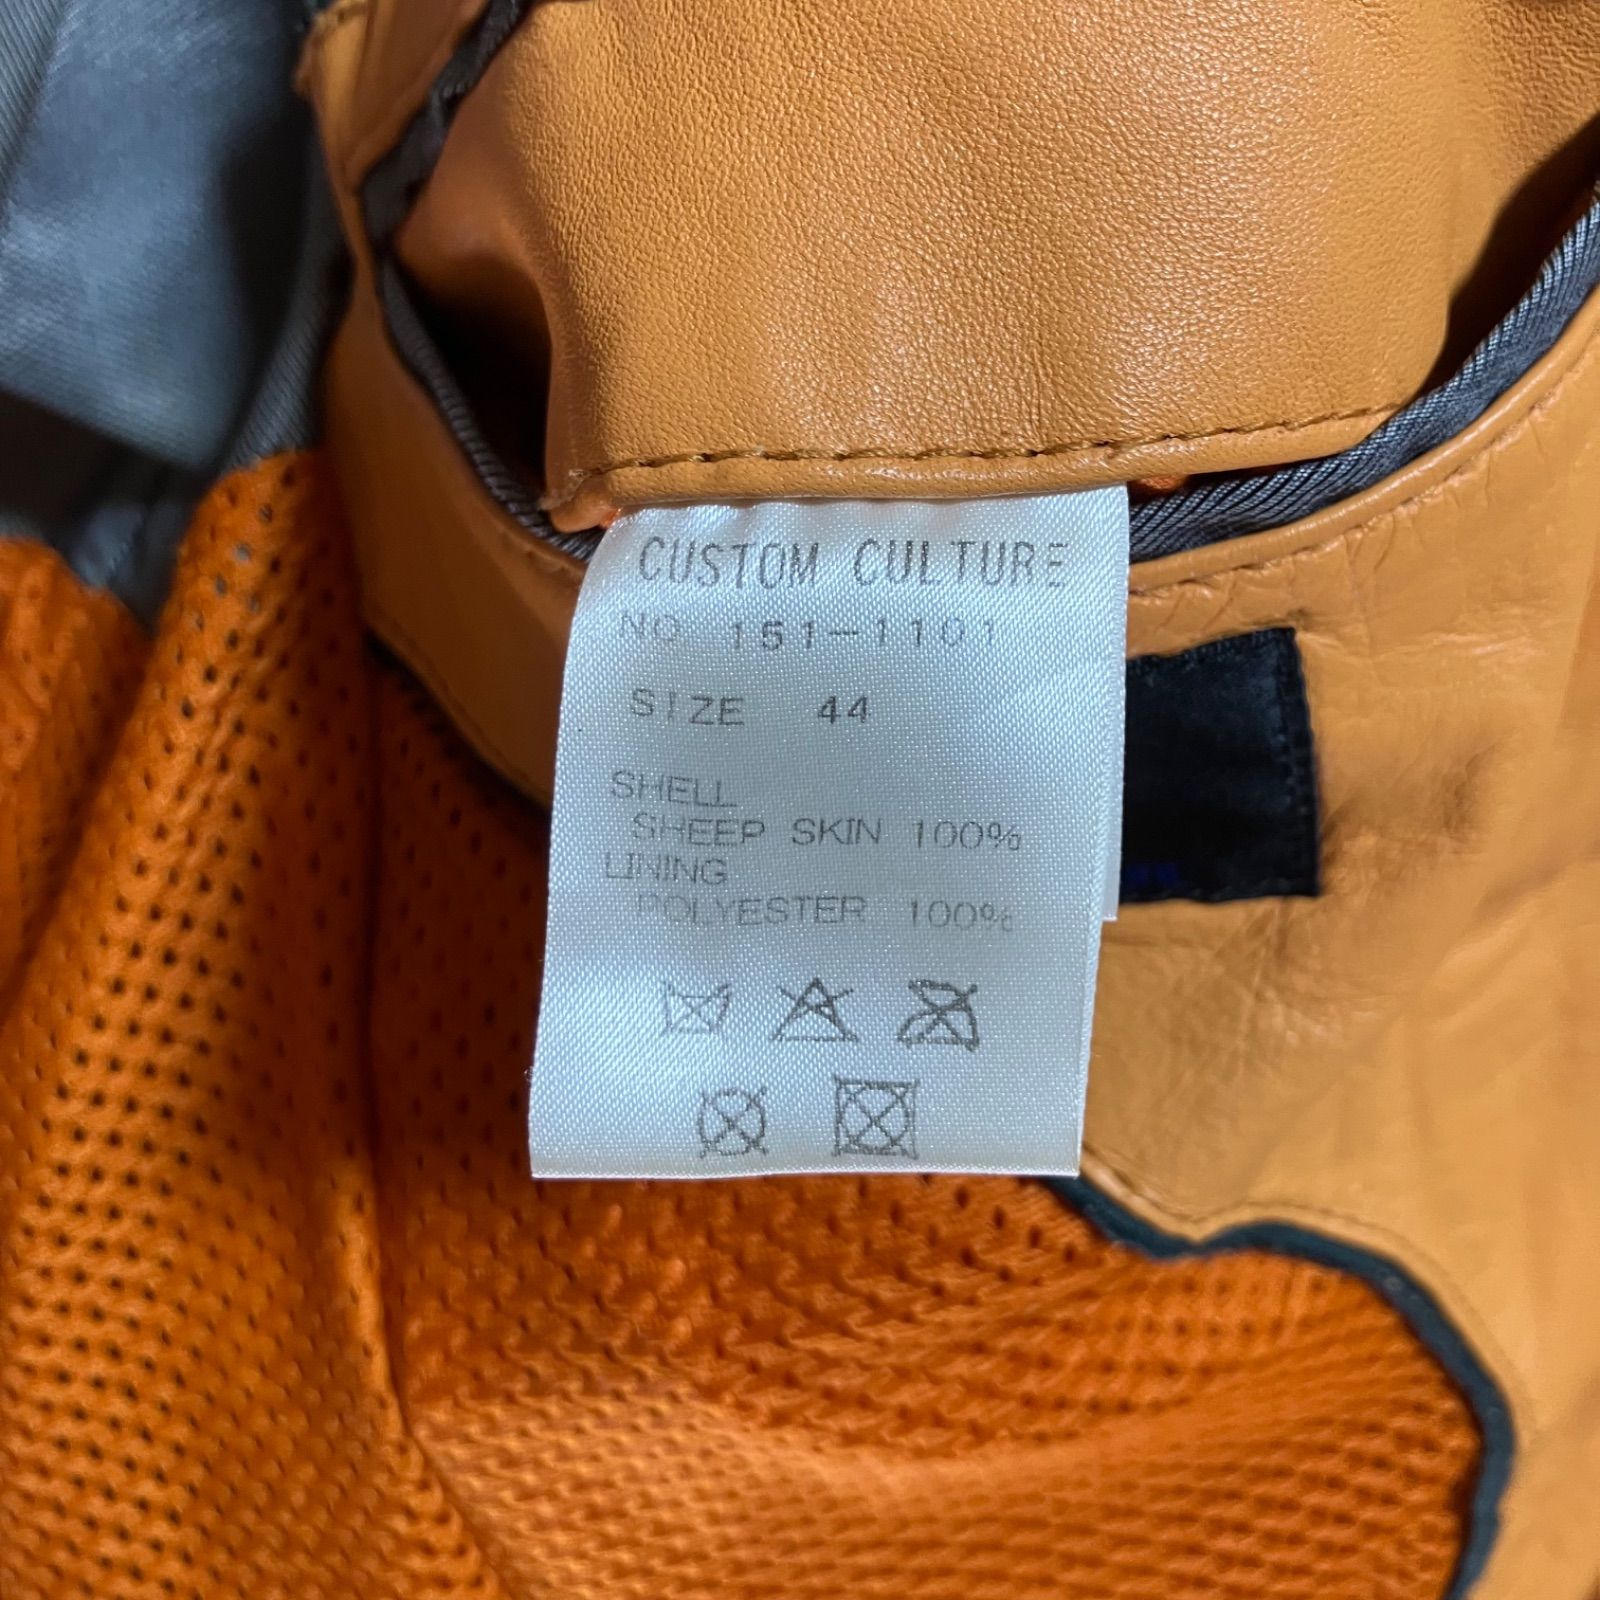 CUSTOM CULTURE
NO 151-1101
SIZE 44
SHELL
SHEEP SKIN 100%
LINING
POLYESTER 100%